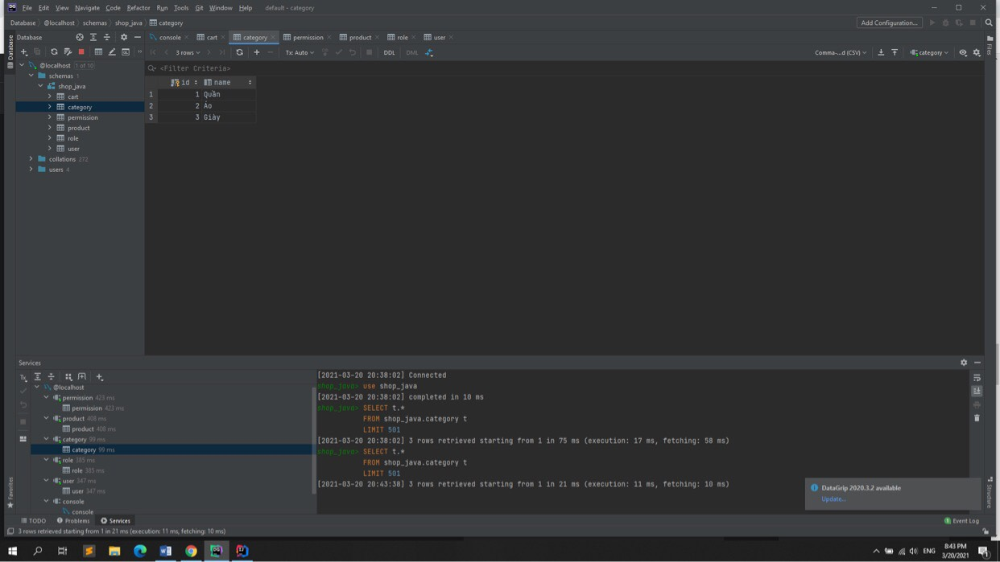 File Edit View Navigate Code Refactor Run Tools Git Window Help default - category
Database @localhost schemas shop_java category
Add Configuration...
Database
console cart category permission product role user
3 rows Tx: Auto DDL DML Comma-...d (CSV) category
@localhost 1 of 10
schemas 1
shop_java
cart
category
permission
product
role
user
collations 272
users 4
<Filter Criteria>
id name
1 1 Quần
2 2 Áo
3 3 Giày
Database
Files
Services
Tx
@localhost
permission 423 ms
permission 423 ms
product 408 ms
product 408 ms
category 99 ms
category 99 ms
role 385 ms
role 385 ms
user 347 ms
user 347 ms
console
console
[2021-03-20 20:38:02] Connected
shop_java> use shop_java
[2021-03-20 20:38:02] completed in 10 ms
shop_java> SELECT t.*
FROM shop_java.category t
LIMIT 501
[2021-03-20 20:38:02] 3 rows retrieved starting from 1 in 75 ms (execution: 17 ms, fetching: 58 ms)
shop_java> SELECT t.*
FROM shop_java.category t
LIMIT 501
[2021-03-20 20:43:38] 3 rows retrieved starting from 1 in 21 ms (execution: 11 ms, fetching: 10 ms)
DataGrip 2020.3.2 available
Update...
Favorites
Structure
TODO Problems Services
1 Event Log
3 rows retrieved starting from 1 in 21 ms (execution: 11 ms, fetching: 10 ms)
ENG
8:43 PM
3/20/2021